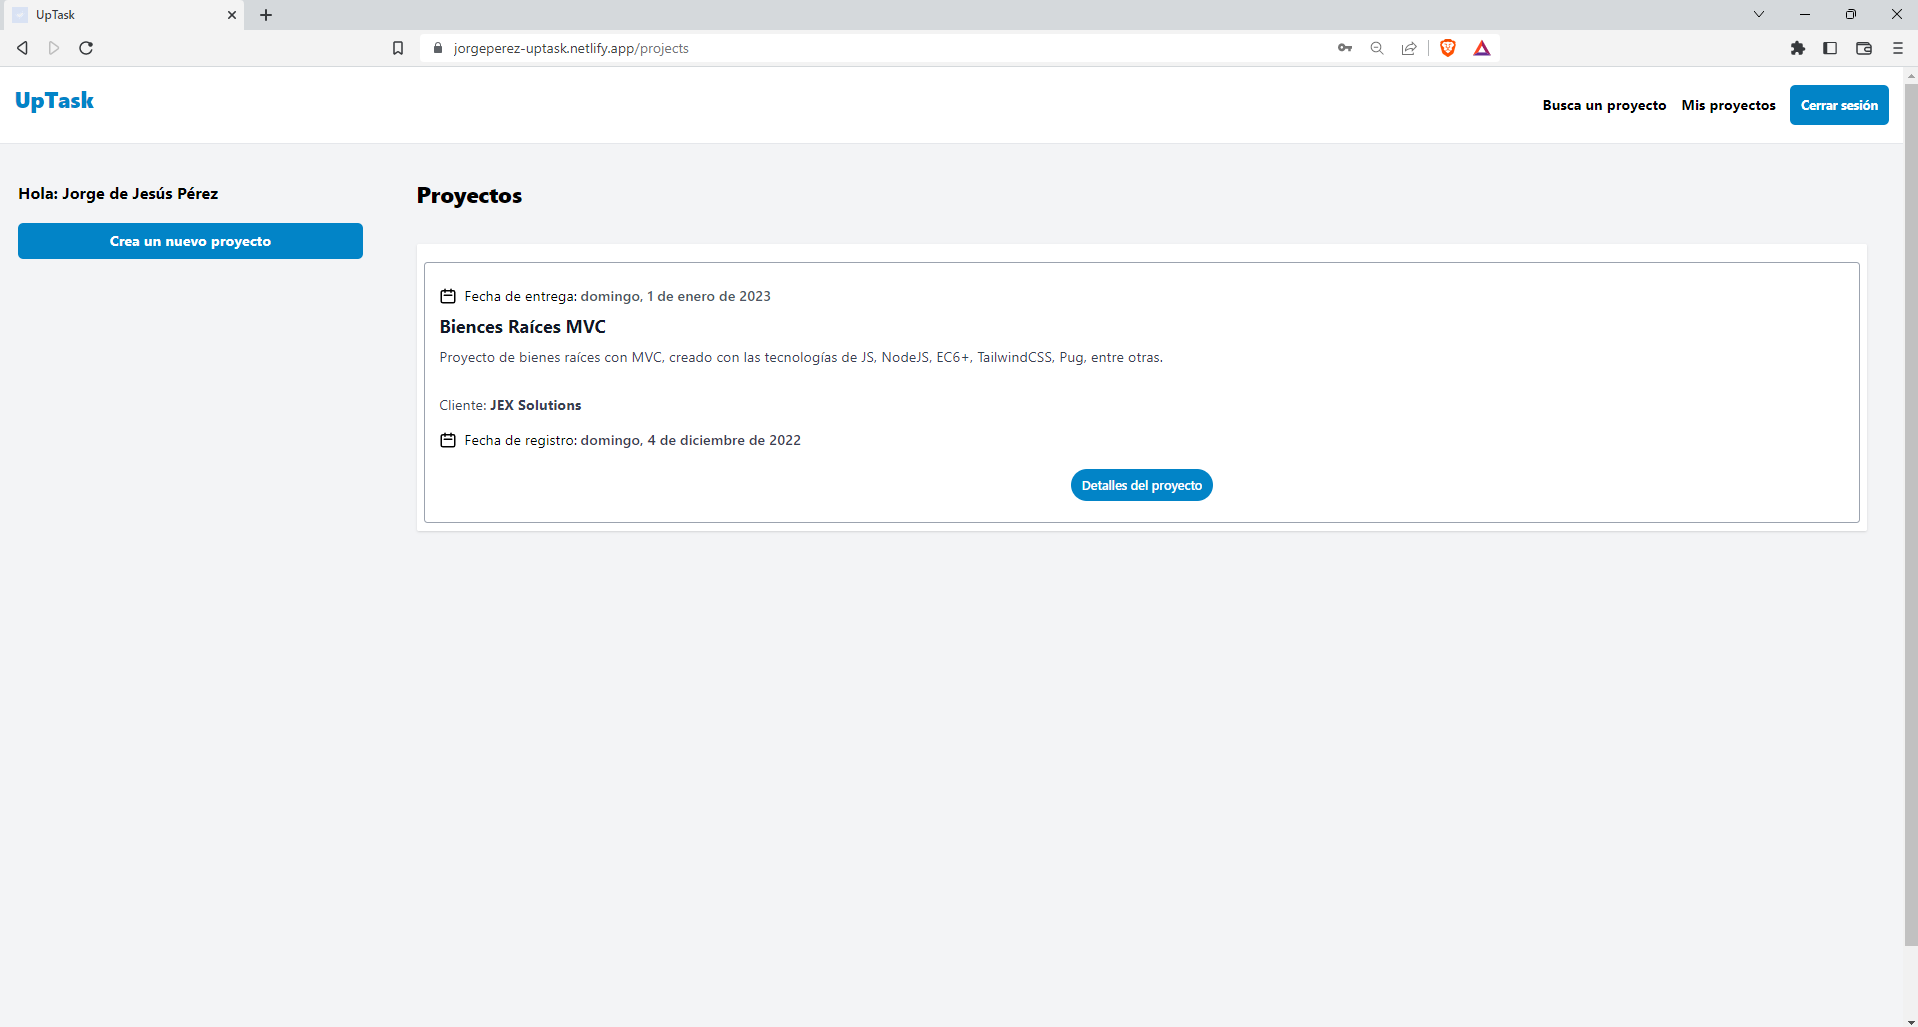 UpTask
jorgeperez-uptask.netlify.app/projects
UpTask
Busca un proyecto
Mis proyectos
Cerrar sesión
Hola: Jorge de Jesús Pérez
Crea un nuevo proyecto
Proyectos
Fecha de entrega: domingo, 1 de enero de 2023
Biences Raíces MVC
Proyecto de bienes raíces con MVC, creado con las tecnologías de JS, NodeJS, EC6+, TailwindCSS, Pug, entre otras.
Cliente: JEX Solutions
Fecha de registro: domingo, 4 de diciembre de 2022
Detalles del proyecto